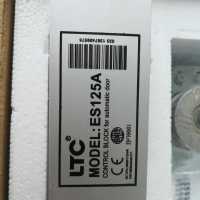 LTC®
MODEL: ES125A
CONTROL BLOCK for automatic door
CE